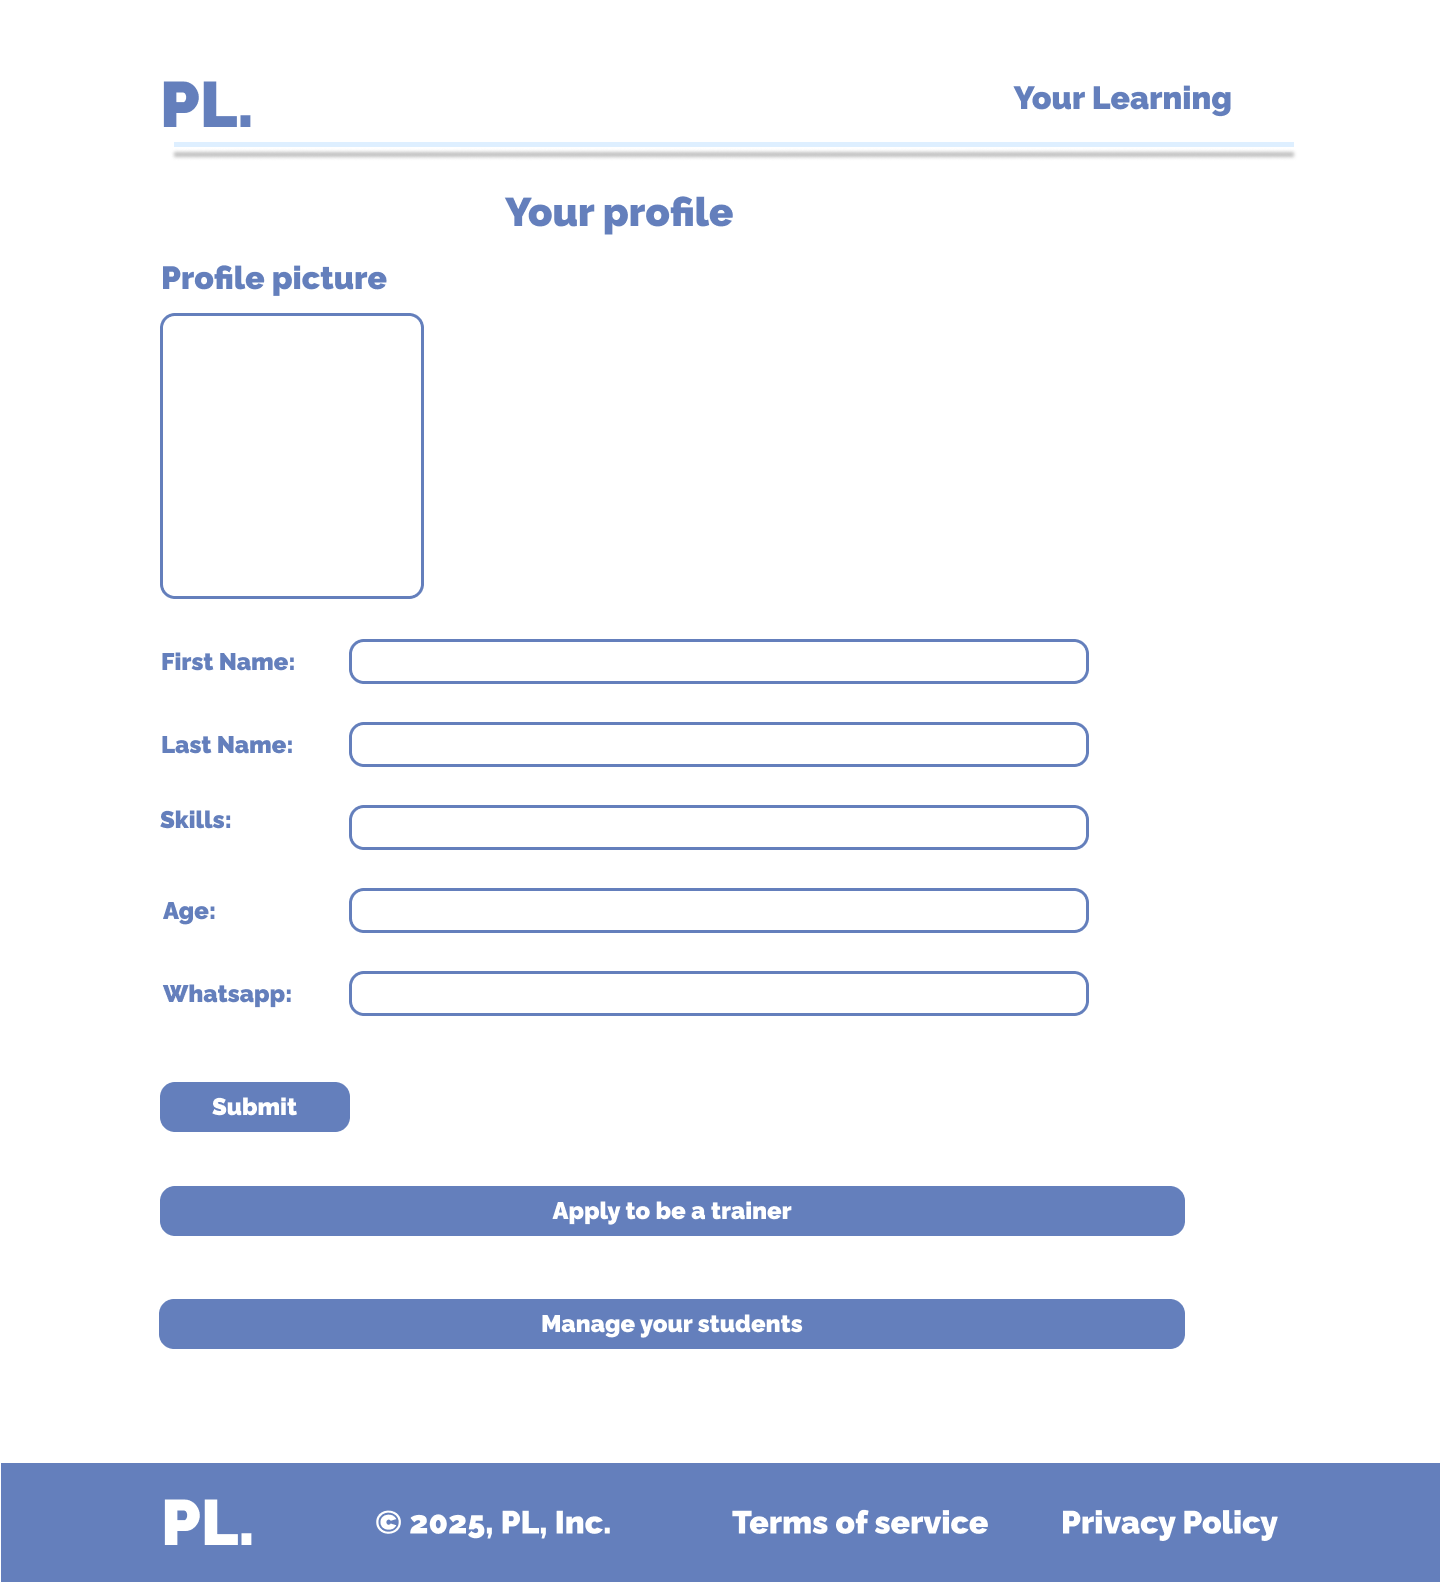 PL.
Your Learning
Your profile
Profile picture
First Name:
Last Name:
Skills:
Age:
Whatsapp:
Submit
Apply to be a trainer
Manage your students
PL.
© 2025, PL, Inc.
Terms of service
Privacy Policy